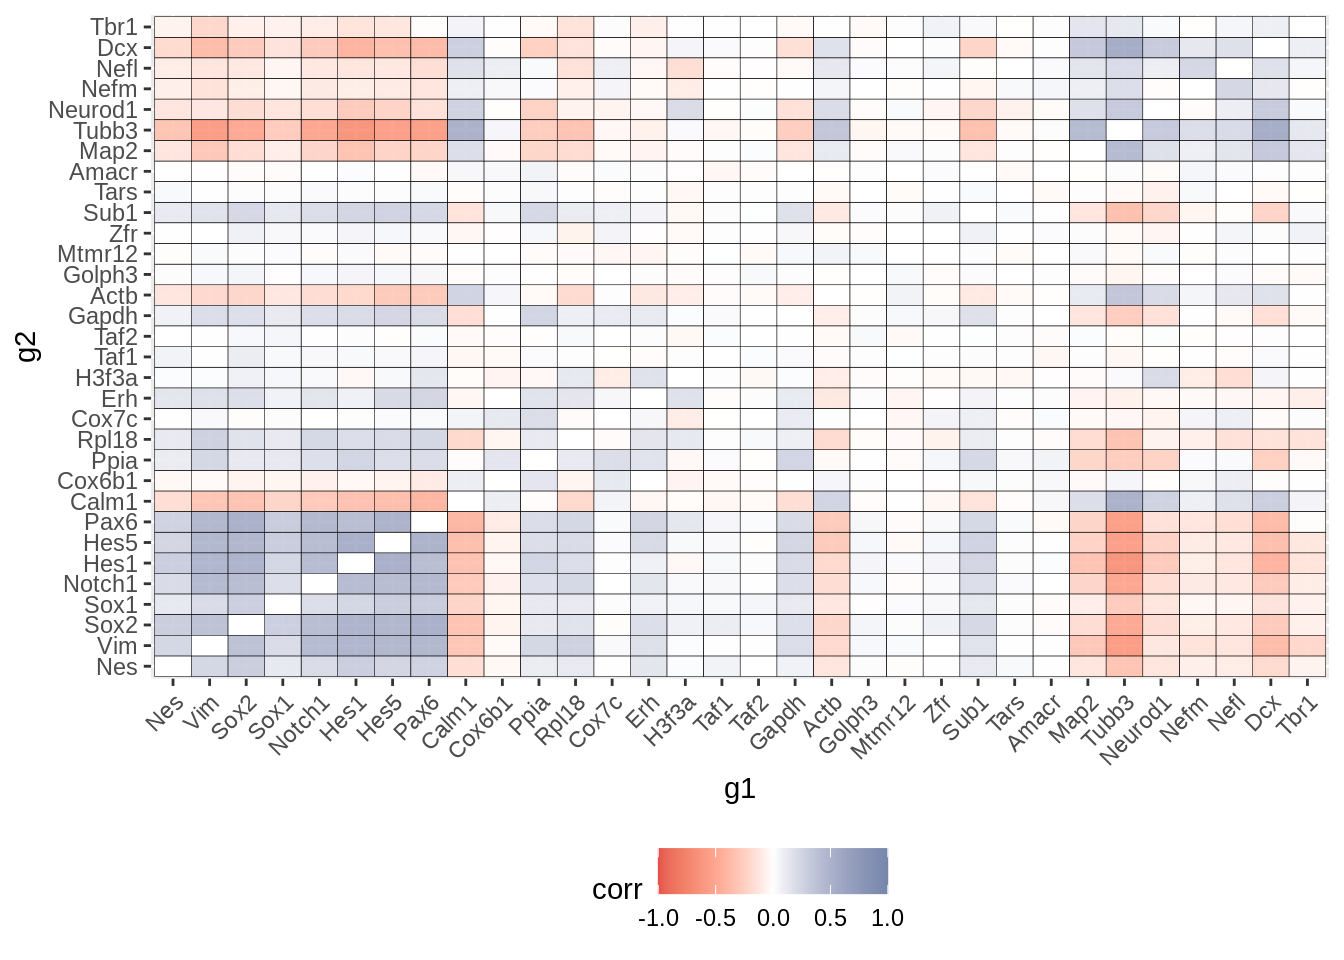 Tbr1
Dcx
Nefl
Nefm
Neurod1
Tubb3
Map2
Amacr
Tars
Sub1
Zfr
Mtmr12
Golph3
Actb
Gapdh
Taf2
Taf1
H3f3a
Erh
Cox7c
Rpl18
Ppia
Cox6b1
Calm1
Pax6
Hes5
Hes1
Notch1
Sox1
Sox2
Vim
Nes
g2
Nes Vim Sox2 Sox1 Notch1 Hes1 Hes5 Pax6 Calm1 Cox6b1 Ppia Rpl18 Cox7c Erh H3f3a Taf1 Taf2 Gapdh Actb Golph3 Mtmr12 Zfr Sub1 Tars Amacr Map2 Tubb3 Neurod1 Nefm Nefl Dcx Tbr1
g1
corr
-1.0 -0.5 0.0 0.5 1.0